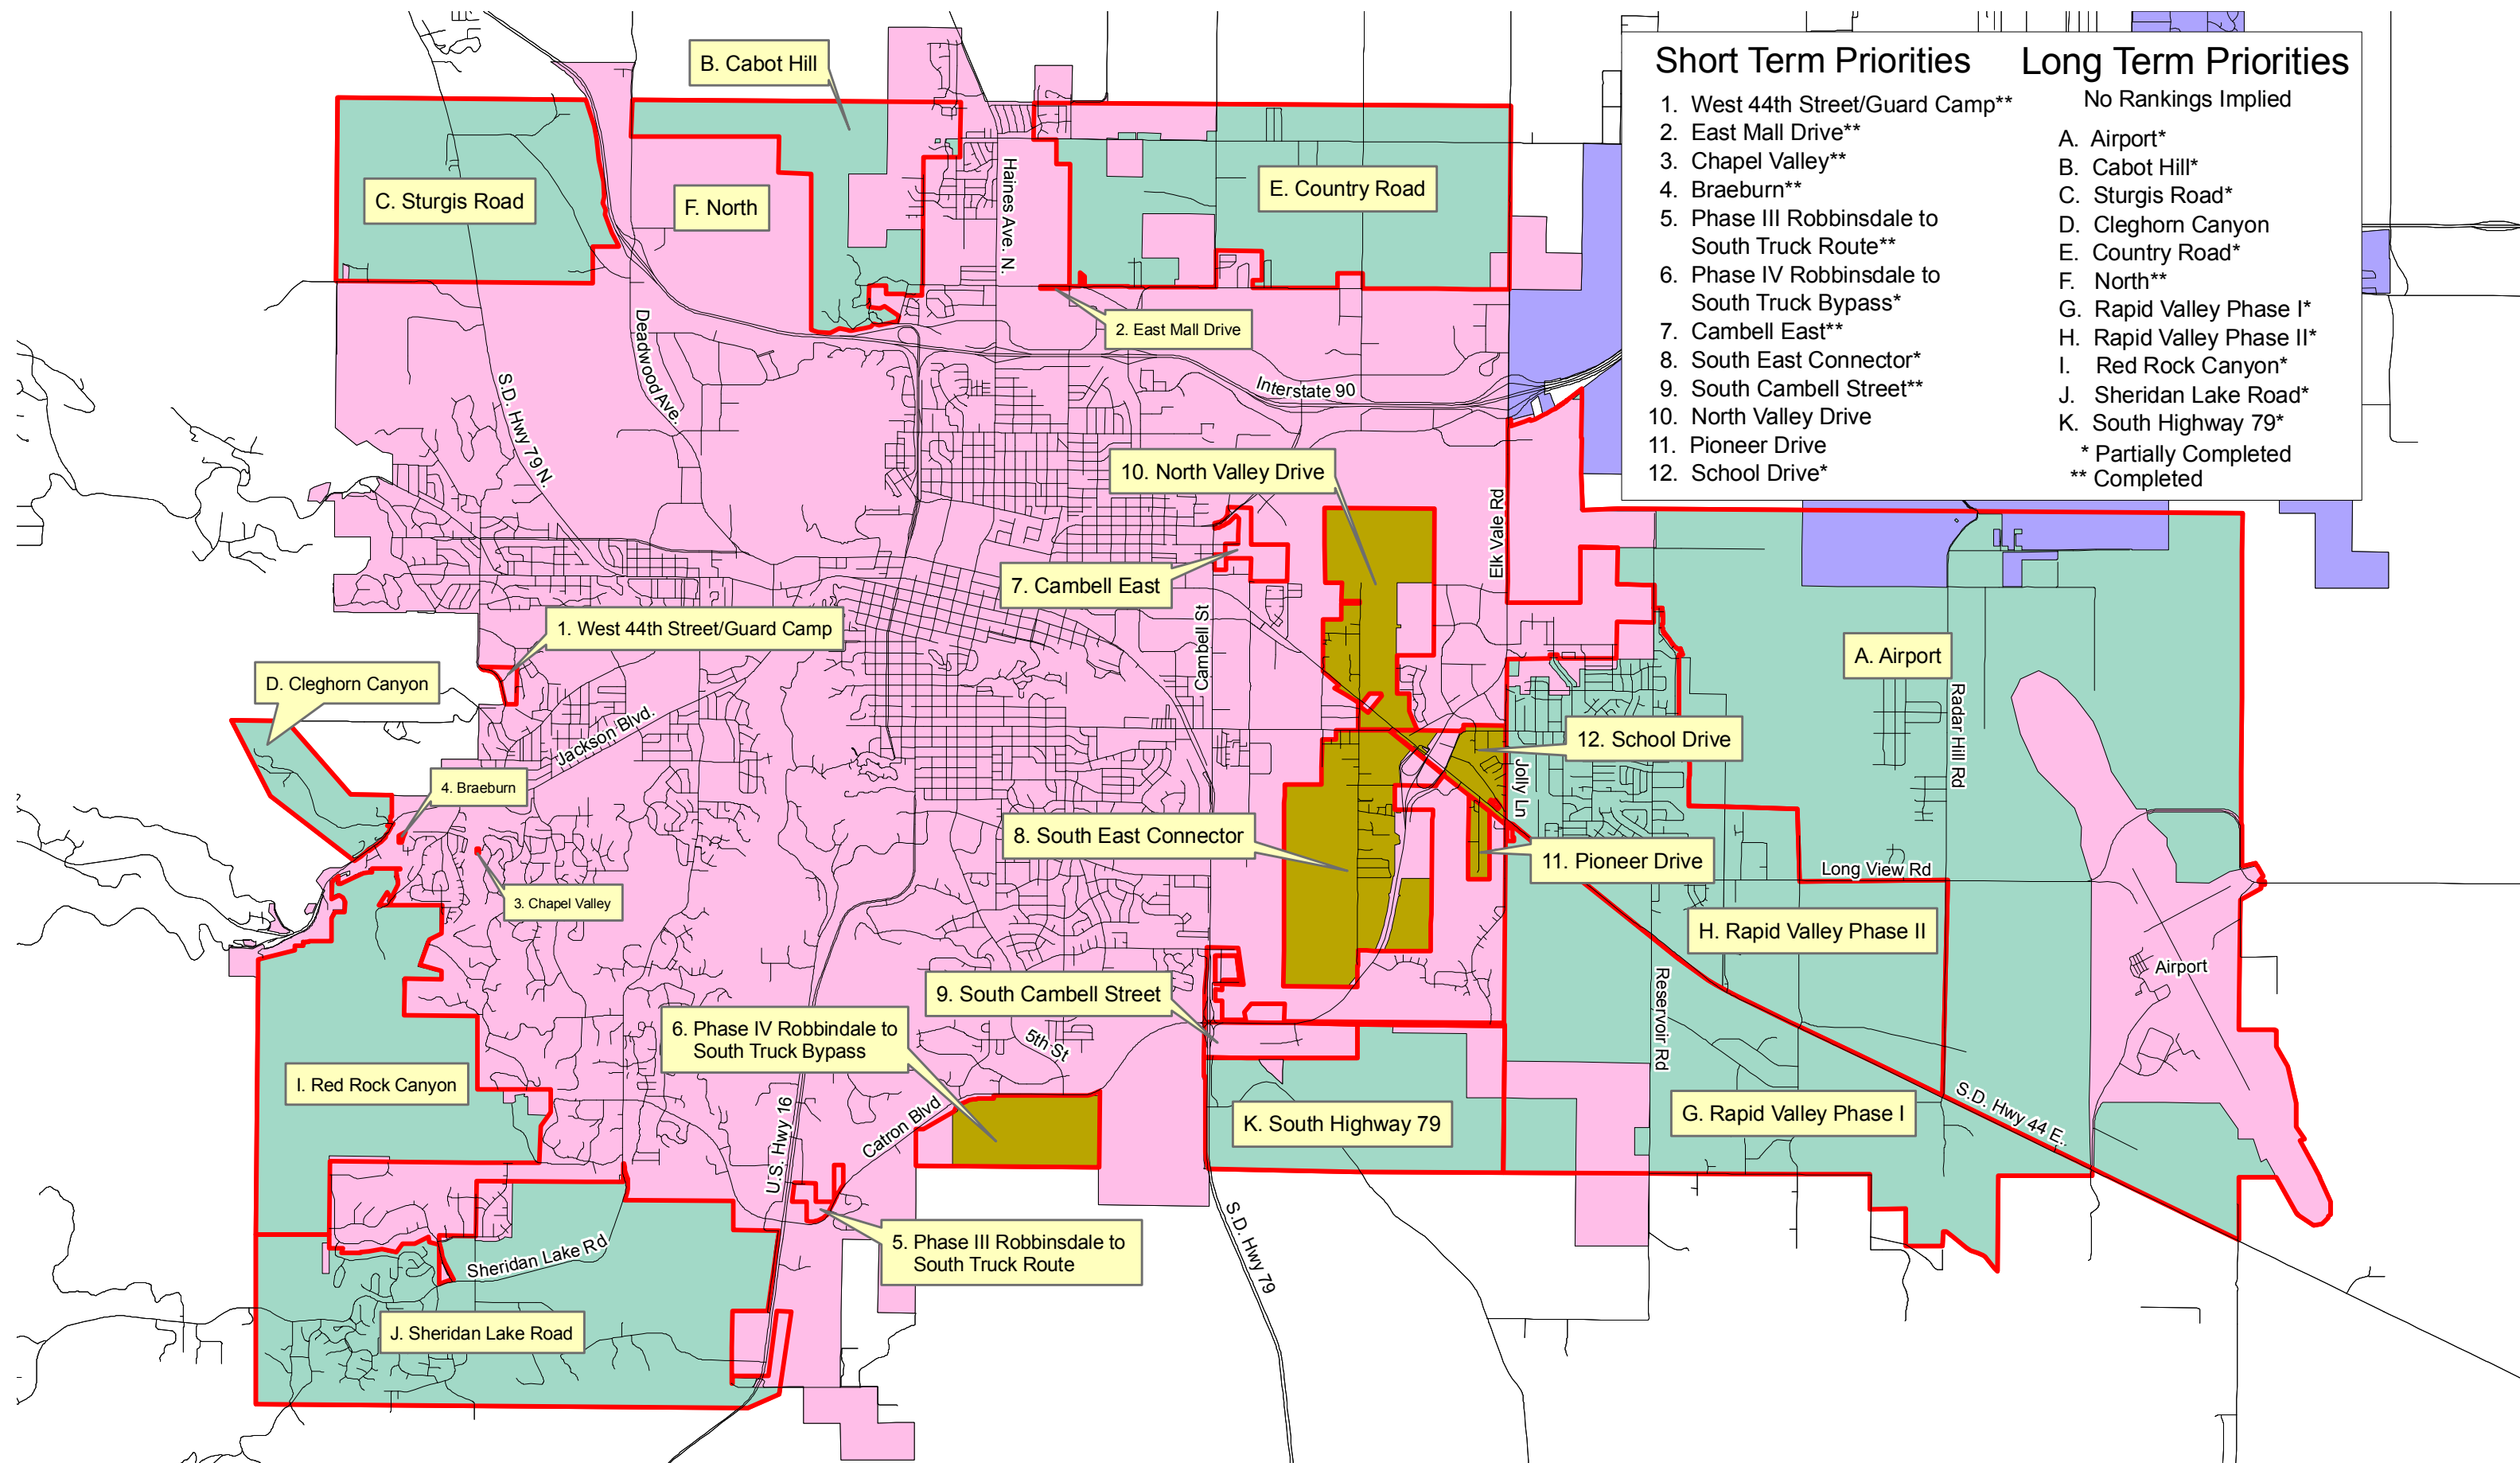 Short Term Priorities
1. West 44th Street/Guard Camp**
2. East Mall Drive**
3. Chapel Valley**
4. Braeburn**
5. Phase III Robbinsdale to
South Truck Route**
6. Phase IV Robbinsdale to
South Truck Bypass*
7. Cambell East**
8. South East Connector*
9. South Cambell Street**
10. North Valley Drive
11. Pioneer Drive
12. School Drive*
Long Term Priorities
No Rankings Implied
A. Airport*
B. Cabot Hill*
C. Sturgis Road*
D. Cleghorn Canyon
E. Country Road*
F. North**
G. Rapid Valley Phase I*
H. Rapid Valley Phase II*
I. Red Rock Canyon*
J. Sheridan Lake Road*
K. South Highway 79*
* Partially Completed
** Completed
B. Cabot Hill
C. Sturgis Road
F. North
E. Country Road
Haines Ave. N.
2. East Mall Drive
Deadwood Ave.
S.D. Hwy 79 N.
Interstate 90
10. North Valley Drive
Elk Vale Rd
7. Cambell East
1. West 44th Street/Guard Camp
Cambell St
D. Cleghorn Canyon
A. Airport
Radar Hill Rd
Jackson Blvd.
12. School Drive
Jolly Ln
4. Braeburn
8. South East Connector
11. Pioneer Drive
Long View Rd
3. Chapel Valley
H. Rapid Valley Phase II
Airport
9. South Cambell Street
Reservoir Rd
6. Phase IV Robbindale to
South Truck Bypass
5th St
I. Red Rock Canyon
U.S. Hwy 16
Catron Blvd
K. South Highway 79
G. Rapid Valley Phase I
S.D. Hwy 44 E.
5. Phase III Robbinsdale to
South Truck Route
S.D. Hwy 79
Sheridan Lake Rd
J. Sheridan Lake Road